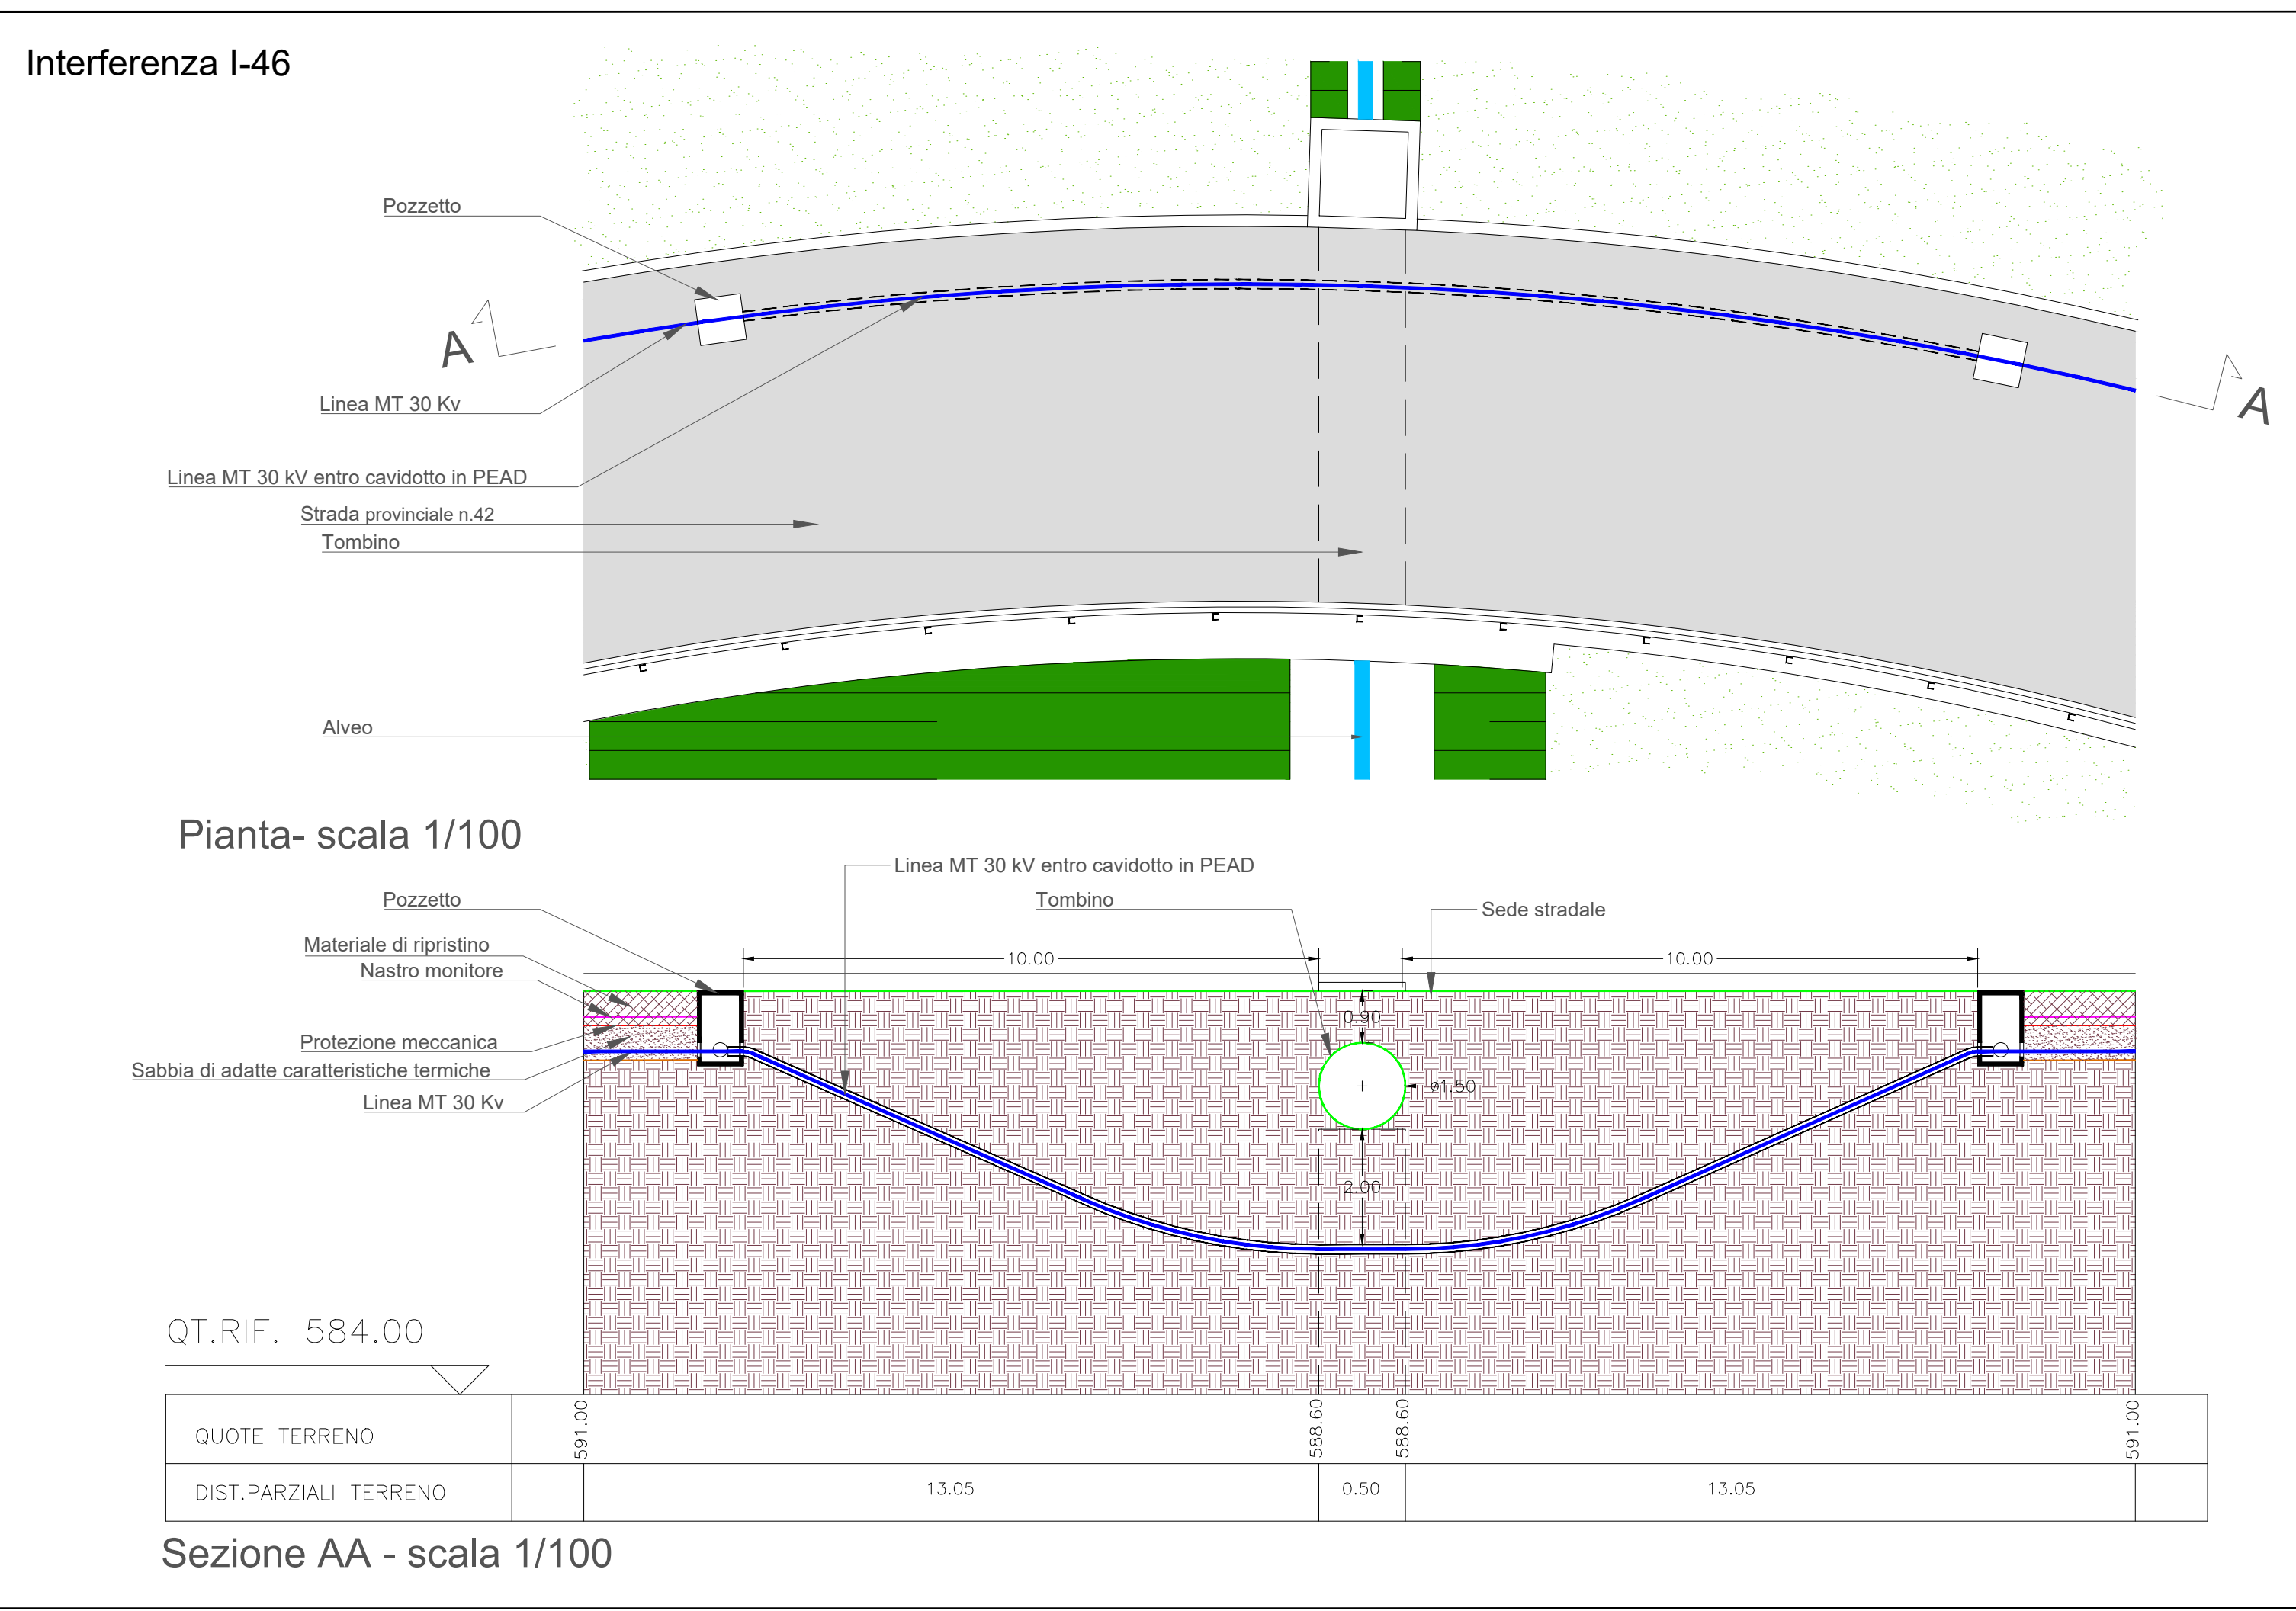 Interferenza I-46
Pozzetto
A
A
Linea MT 30 Kv
Linea MT 30 kV entro cavidotto in PEAD
Strada provinciale n.42
Tombino
Alveo
Pianta- scala 1/100
Linea MT 30 kV entro cavidotto in PEAD
Pozzetto
Tombino
Sede stradale
Materiale di ripristino
Nastro monitore
10.00
10.00
0.90
Protezione meccanica
Sabbia di adatte caratteristiche termiche
ø1.50
Linea MT 30 Kv
2.00
QT.RIF. 584.00
QUOTE TERRENO
591.00
588.60
588.60
591.00
DIST.PARZIALI TERRENO
13.05
0.50
13.05
Sezione AA - scala 1/100